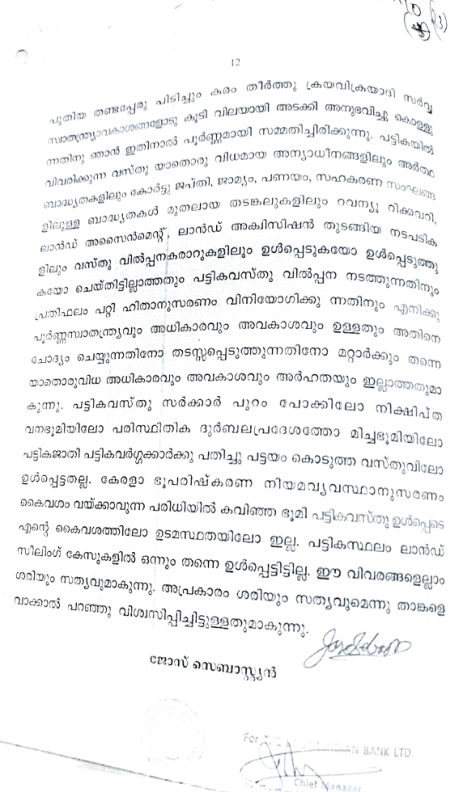 12
പുതിയ തണ്ടപ്പേരു പിടിച്ചും കരം തീർത്തു ക്രയവിക്രയാദി സർവ്വ
സ്വാതന്ത്ര്യാവകാശങ്ങളോടു കൂടി വിലയായി അടക്കി അനുഭവിച്ചു കൊള്ളു
ന്നതിനു ഞാൻ ഇതിനാൽ പൂർണ്ണമായി സമ്മതിച്ചിരിക്കുന്നു. പട്ടികയിൽ
വിവരിക്കുന്ന വസ്തു യാതൊരു വിധമായ അന്യാധീനങ്ങളിലും അർത്ഥ
ബാദ്ധ്യതകളിലും കോർട്ടു ജപ്തി, ജാമ്യം, പണയം, സഹകരണ സംഘങ്ങ
ളിലുള്ള ബാദ്ധ്യതകൾ മുതലായ തടങ്കലുകളിലും റവന്യൂ റിക്കവറി,
ലാൻഡ് അസൈൻമെന്റ്, ലാൻഡ് അക്വിസിഷൻ തുടങ്ങിയ നടപടിക
ളിലും വസ്തു വിൽപ്പനകരാറുകളിലും ഉൾപ്പെടുകയോ ഉൾപ്പെടുത്തു
കയോ ചെയ്തിട്ടില്ലാത്തതും പട്ടികവസ്തു വിൽപ്പന നടത്തുന്നതിനും
പ്രതിഫലം പറ്റി ഹിതാനുസരണം വിനിയോഗിക്കു ന്നതിനും എനിക്കു
പൂർണ്ണസ്വാതന്ത്ര്യവും അധികാരവും അവകാശവും ഉള്ളതും അതിനെ
ചോദ്യം ചെയ്യുന്നതിനോ തടസ്സപ്പെടുത്തുന്നതിനോ മറ്റാർക്കും തന്നെ
യാതൊരുവിധ അധികാരവും അവകാശവും അർഹതയും ഇല്ലാത്തതുമാ
കുന്നു. പട്ടികവസ്തു സർക്കാർ പുറം പോക്കിലോ നിക്ഷിപ്ത
വനഭൂമിയിലോ പരിസ്ഥിതിക ദുർബലപ്രദേശത്തോ മിച്ചഭൂമിയിലോ
പട്ടികജാതി പട്ടികവർഗ്ഗക്കാർക്കു പതിച്ചു പട്ടയം കൊടുത്ത വസ്തുവിലോ
ഉൾപ്പെട്ടതല്ല. കേരളാ ഭൂപരിഷ്കരണ നിയമവ്യവസ്ഥാനുസരണം
കൈവശം വയ്ക്കാവുന്ന പരിധിയിൽ കവിഞ്ഞ ഭൂമി പട്ടികവസ്തു ഉൾപ്പെടെ
എന്റെ കൈവശത്തിലോ ഉടമസ്ഥതയിലോ ഇല്ല. പട്ടികസ്ഥലം ലാൻഡ്
സീലിംഗ് കേസുകളിൽ ഒന്നും തന്നെ ഉൾപ്പെട്ടിട്ടില്ല. ഈ വിവരങ്ങളെല്ലാം
ശരിയും സത്യവുമാകുന്നു. അപ്രകാരം ശരിയും സത്യവുമെന്നു താങ്കളെ
വാക്കാൽ പറഞ്ഞു വിശ്വസിപ്പിച്ചിട്ടുള്ളതുമാകുന്നു.
ജോസ് സെബാസ്റ്റ്യൻ
For BANK LTD.
Chief Manager